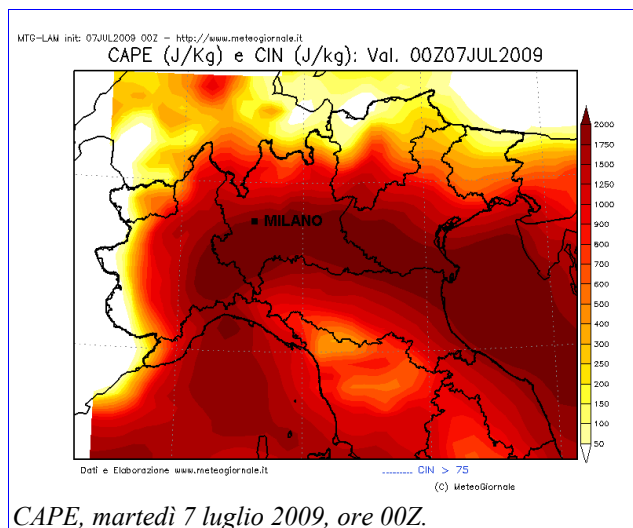 MTG-LAM init: 07JUL2009 00Z - http://www.meteogiornale.it
CAPE (J/Kg) e CIN (J/kg): Val. 00Z07JUL2009
MILANO
2000
1750
1500
1250
1000
900
800
700
600
500
400
300
250
200
150
100
50
Dati e Elaborazione www.meteogiornale.it
......... CIN > 75
(C) MeteoGiornale
CAPE, martedì 7 luglio 2009, ore 00Z.